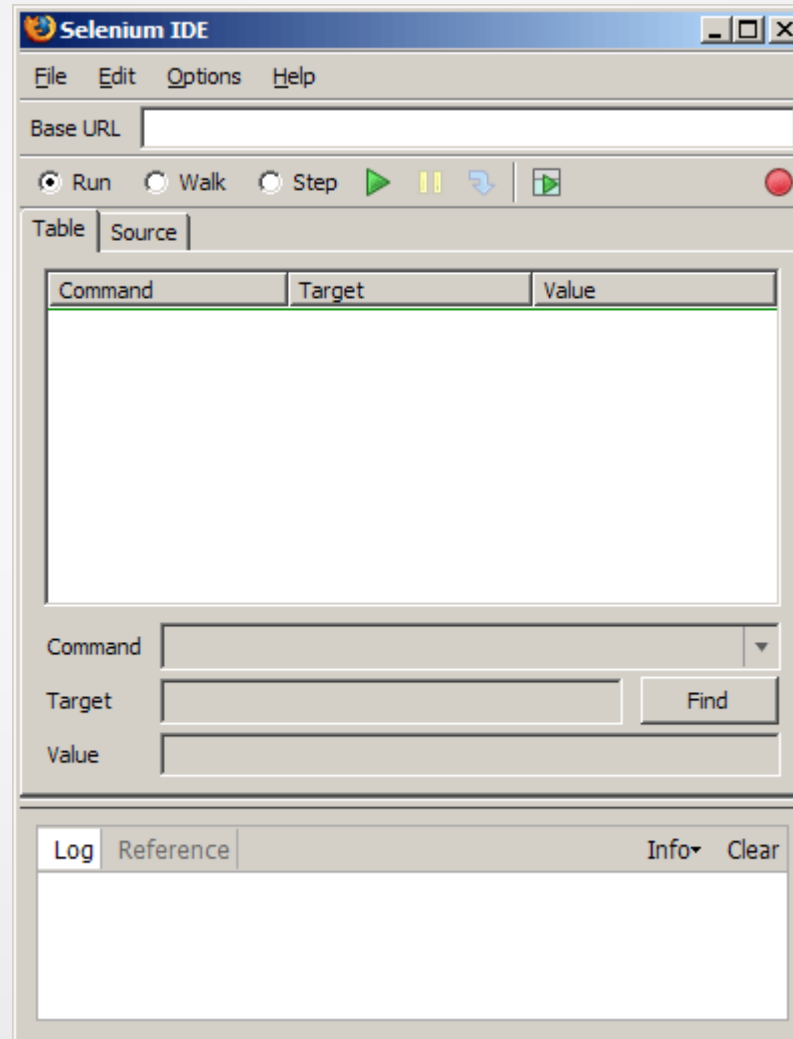 Selenium IDE
File Edit Options Help
Base URL
Run Walk Step
Table Source
Command Target Value
Command
Target Find
Value
Log Reference Info Clear